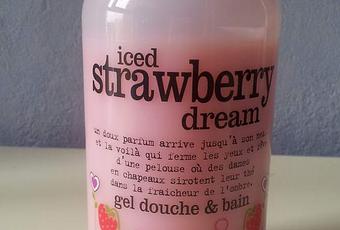 iced
strawberry
dream
un doux parfum arrive jusqu'à son nez
et la voilà qui ferme les yeux et rêve
d'une pelouse où des dames
en chapeaux sirotent leur thé
dans la fraîcheur de l'ombre.
gel douche & bain